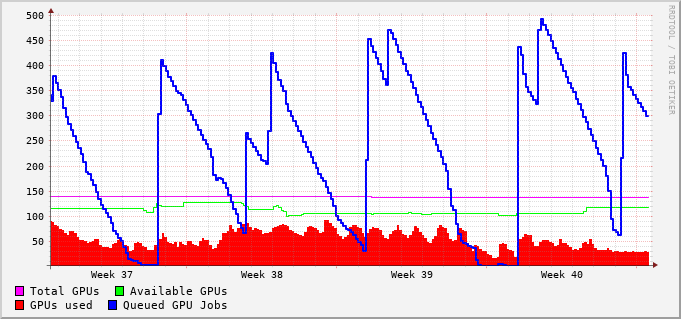 500
450
400
350
300
250
200
150
100
50
Week 37 Week 38 Week 39 Week 40
Total GPUs Available GPUs
GPUs used Queued GPU Jobs
RRDTOOL / TOBI OETIKER